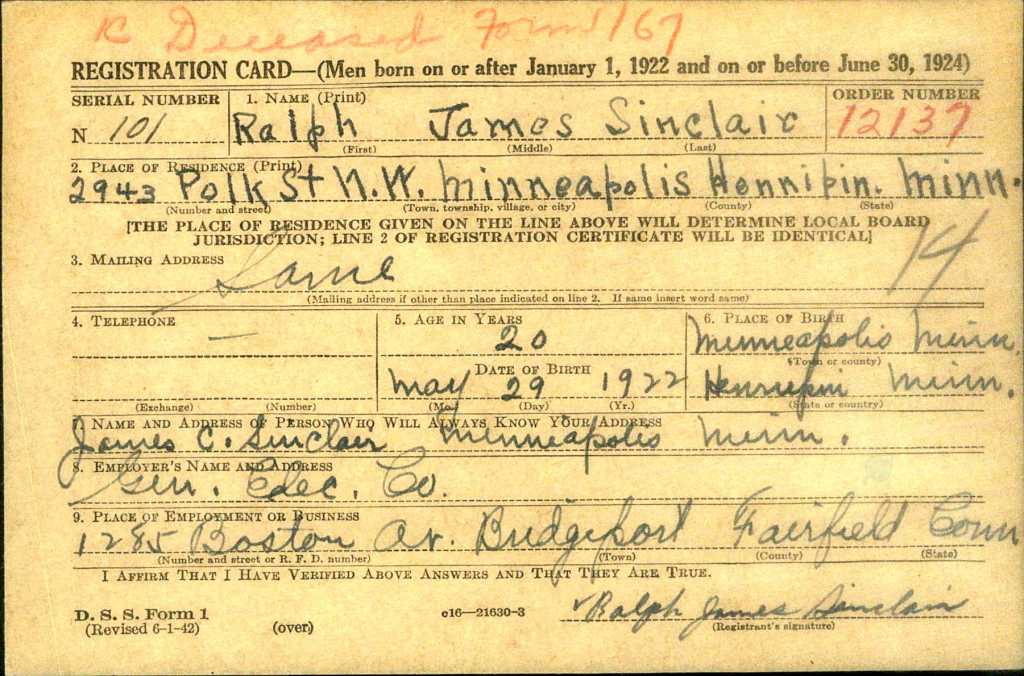 R Deceased Form 167
REGISTRATION CARD—(Men born on or after January 1, 1922 and on or before June 30, 1924)
SERIAL NUMBER 1. NAME (Print) ORDER NUMBER
N 101 Ralph James Sinclair 12137
(First) (Middle) (Last)
2. PLACE OF RESIDENCE (Print)
2943 Polk St N.W. Minneapolis Hennipin. Minn.
(Number and street) (Town, township, village, or city) (County) (State)
[THE PLACE OF RESIDENCE GIVEN ON THE LINE ABOVE WILL DETERMINE LOCAL BOARD
JURISDICTION; LINE 2 OF REGISTRATION CERTIFICATE WILL BE IDENTICAL]
14
3. MAILING ADDRESS
Same
(Mailing address if other than place indicated on line 2. If same insert word same)
4. TELEPHONE 5. AGE IN YEARS 6. PLACE OF BIRTH
— 20 Minneapolis Minn.
(Town or county)
DATE OF BIRTH
May 29 1922 Hennepin Minn.
(Exchange) (Number) (Mo.) (Day) (Yr.) (State or country)
7. NAME AND ADDRESS OF PERSON WHO WILL ALWAYS KNOW YOUR ADDRESS
James C. Sinclair Minneapolis Minn.
8. EMPLOYER'S NAME AND ADDRESS
Gen. Elec. Co.
9. PLACE OF EMPLOYMENT OR BUSINESS
1285 Boston Av. Bridgeport Fairfield Conn
(Number and street or R. F. D. number) (Town) (County) (State)
I AFFIRM THAT I HAVE VERIFIED ABOVE ANSWERS AND THAT THEY ARE TRUE.
D. S. S. Form 1 c16—21630-3 Ralph James Sinclair
(Revised 6-1-42) (over) (Registrant's signature)